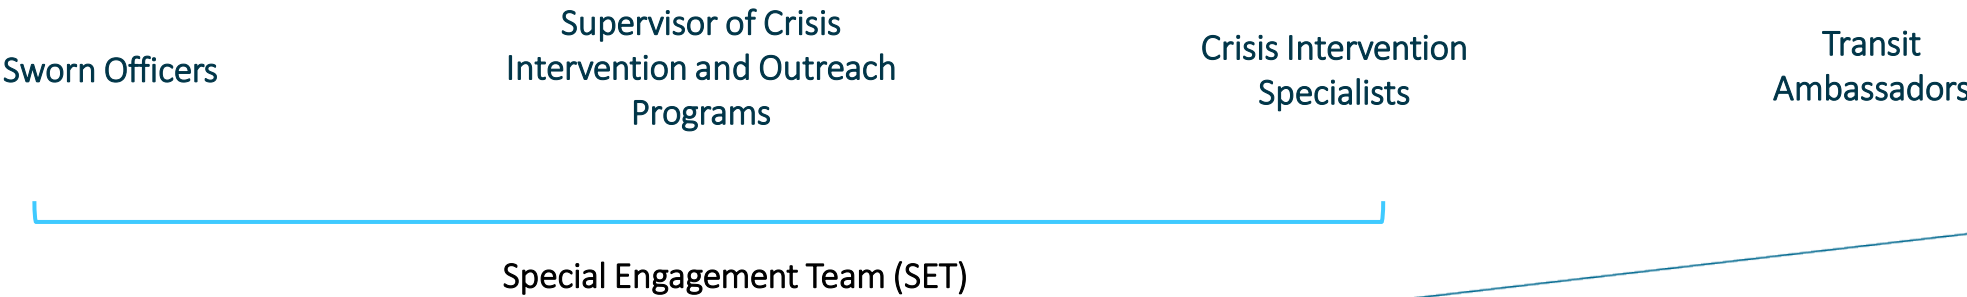 Sworn Officers
Supervisor of Crisis
Intervention and Outreach
Programs
Crisis Intervention
Specialists
Transit
Ambassadors
Special Engagement Team (SET)